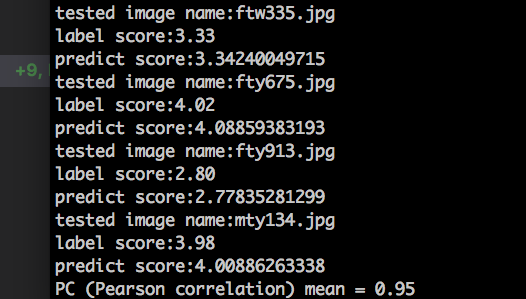 tested image name:ftw335.jpg
label score:3.33
predict score:3.34240049715
tested image name:fty675.jpg
label score:4.02
predict score:4.08859383193
tested image name:fty913.jpg
+9,
label score:2.80
predict score:2.77835281299
tested image name:mty134.jpg
label score:3.98
predict score:4.00886263338
PC (Pearson correlation) mean = 0.95